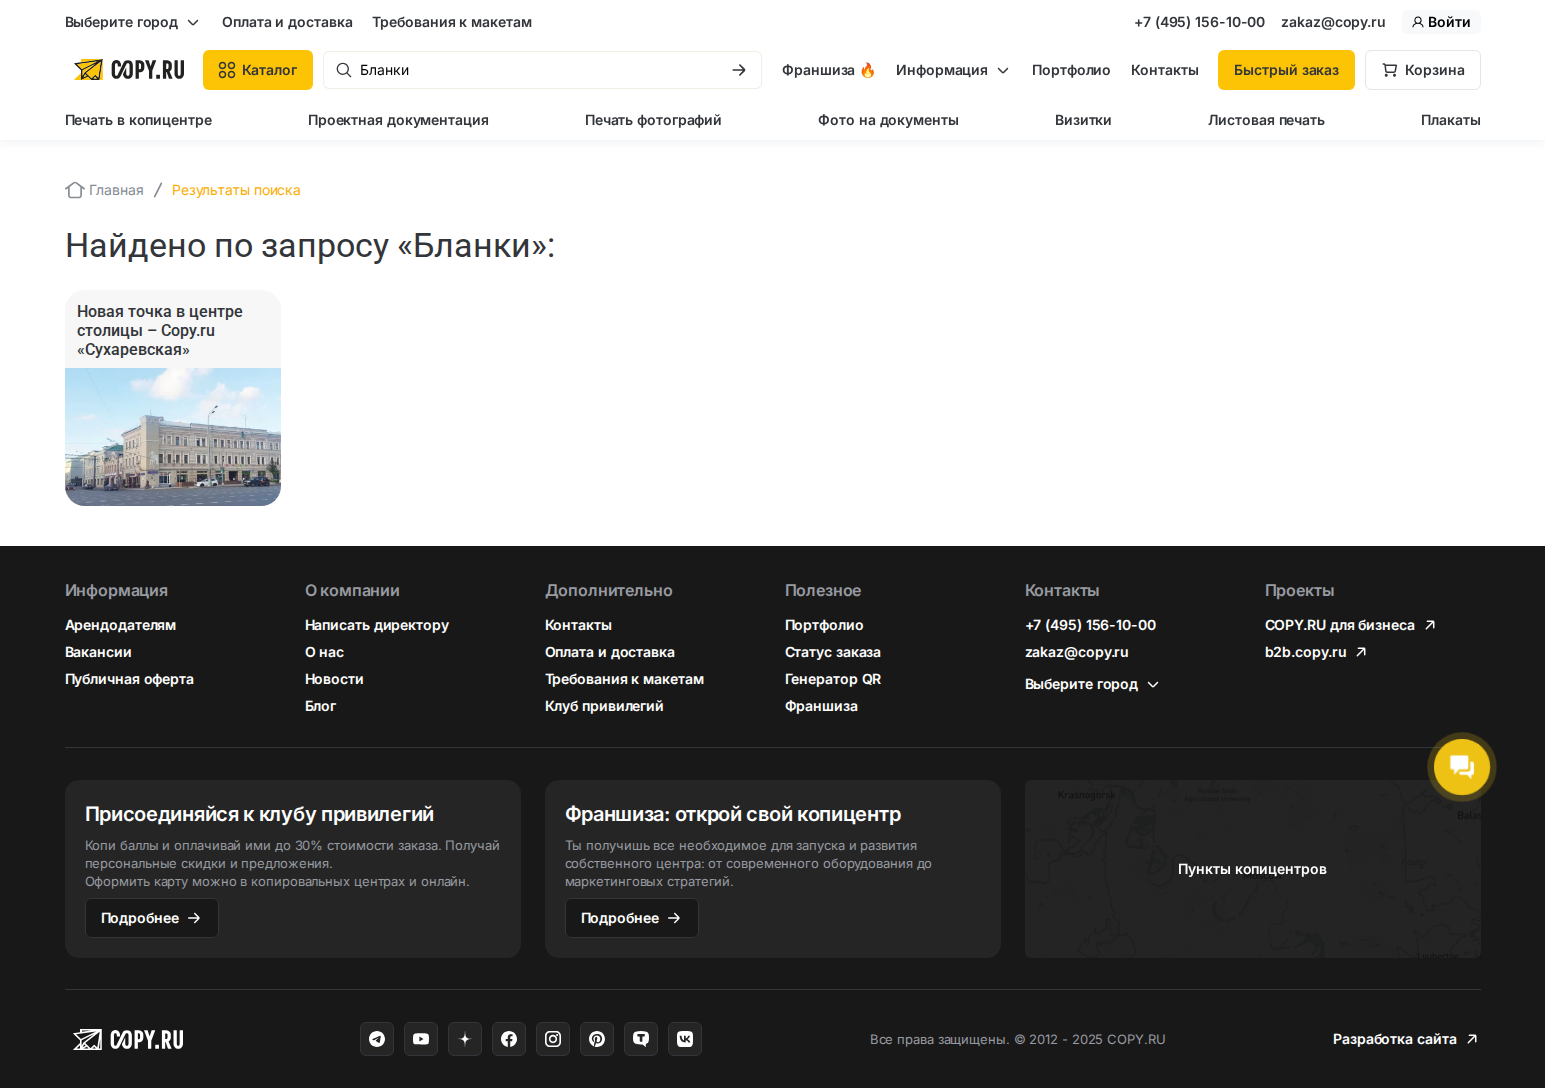 Выберите город
Оплата и доставка
Требования к макетам
+7 (495) 156-10-00
zakaz@copy.ru
Войти
COPY.RU
Каталог
Бланки
Франшиза 🔥
Информация
Портфолио
Контакты
Быстрый заказ
Корзина
Печать в копицентре
Проектная документация
Печать фотографий
Фото на документы
Визитки
Листовая печать
Плакаты
Главная / Результаты поиска
Найдено по запросу «Бланки»:
Новая точка в центре
столицы – Copy.ru
«Сухаревская»
Информация
Арендодателям
Вакансии
Публичная оферта
О компании
Написать директору
О нас
Новости
Блог
Дополнительно
Контакты
Оплата и доставка
Требования к макетам
Клуб привилегий
Полезное
Портфолио
Статус заказа
Генератор QR
Франшиза
Контакты
+7 (495) 156-10-00
zakaz@copy.ru
Выберите город
Проекты
COPY.RU для бизнеса
b2b.copy.ru
Присоединяйся к клубу привилегий
Копи баллы и оплачивай ими до 30% стоимости заказа. Получай
персональные скидки и предложения.
Оформить карту можно в копировальных центрах и онлайн.
Подробнее
Франшиза: открой свой копицентр
Ты получишь все необходимое для запуска и развития
собственного центра: от современного оборудования до
маркетинговых стратегий.
Подробнее
Krasnogorsk
Пункты копицентров
COPY.RU
Все права защищены. © 2012 - 2025 COPY.RU
Разработка сайта